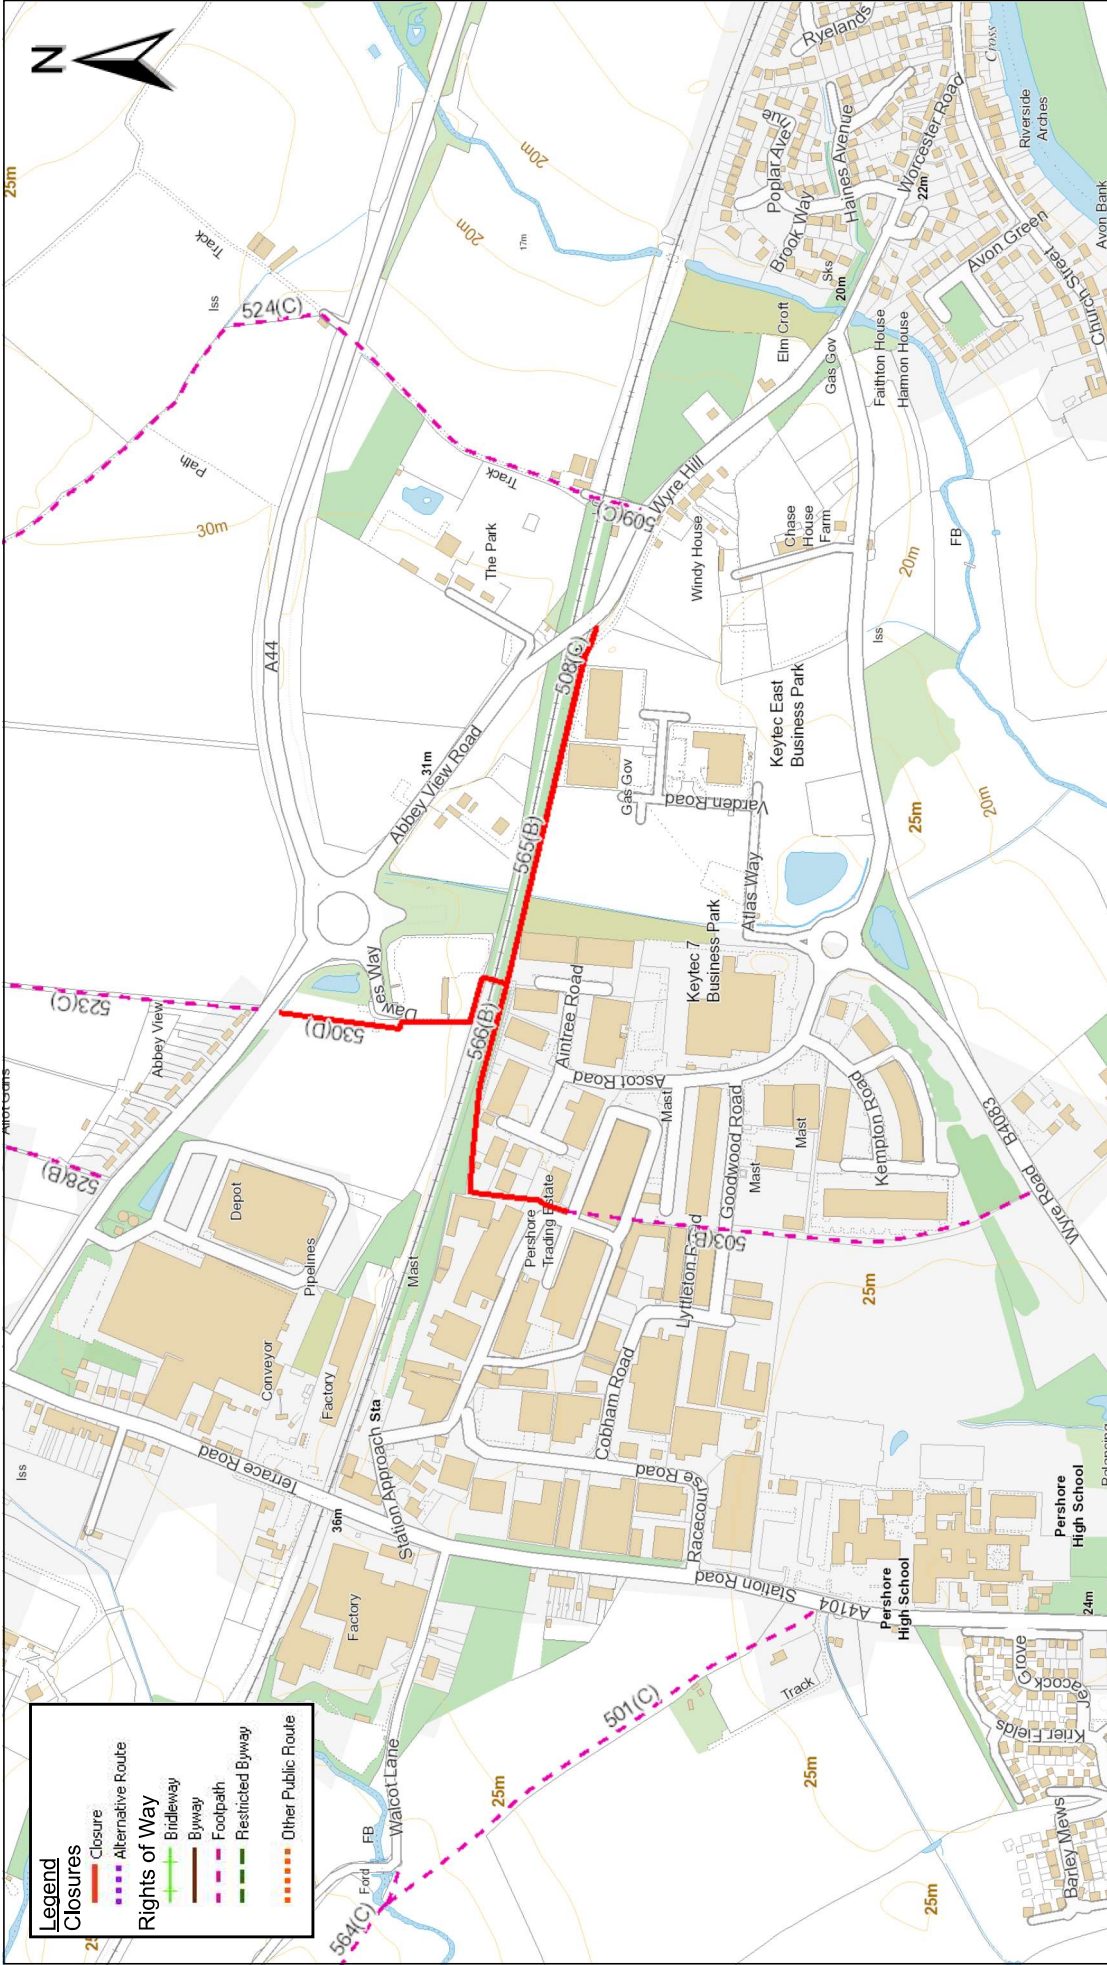 Legend
Closures
Closure
Alternative Route
Rights of Way
Bridleway
Byway
Footpath
Restricted Byway
Other Public Route
N
25m
Track
Iss
524(C)
Path
30m
20m
20m
17m
A44
Track
The Park
509(C)
Wyre Hill
Windy House
Chase
House
Farm
Iss
20m
FB
Elm Croft
Gas Gov
Faithton House
Harmon House
Sks
20m
Brook Way
Poplar Avenue
Haines Avenue
Ryelands
Worcester Road
22m
Cross
Riverside
Arches
Avon Green
Church Street
Avon Bank
Abbey View Road
31m
508(C)
565(B)
566(B)
530(D)
523(C)
528(B)
Abbey View
Dawes Way
Gas Gov
Varden Road
Keytec East
Business Park
Atlas Way
25m
20m
Keytec 7
Business Park
Aintree Road
Ascot Road
Mast
Goodwood Road
Mast
Mast
Kempton Road
B4083
Wyre Road
503(B)
Lyttleton Road
Pershore
Trading Estate
25m
Depot
Pipelines
Mast
Conveyor
Factory
Sta
Station Approach
Terrace Road
36m
Iss
Cobham Road
Racecourse Road
Station Road
A4104
Pershore
High School
Pershore
High School
24m
Factory
Walcot Lane
FB
Ford
564(C)
501(C)
Track
25m
25m
25m
Grove
Krier Fields
Barley Mews